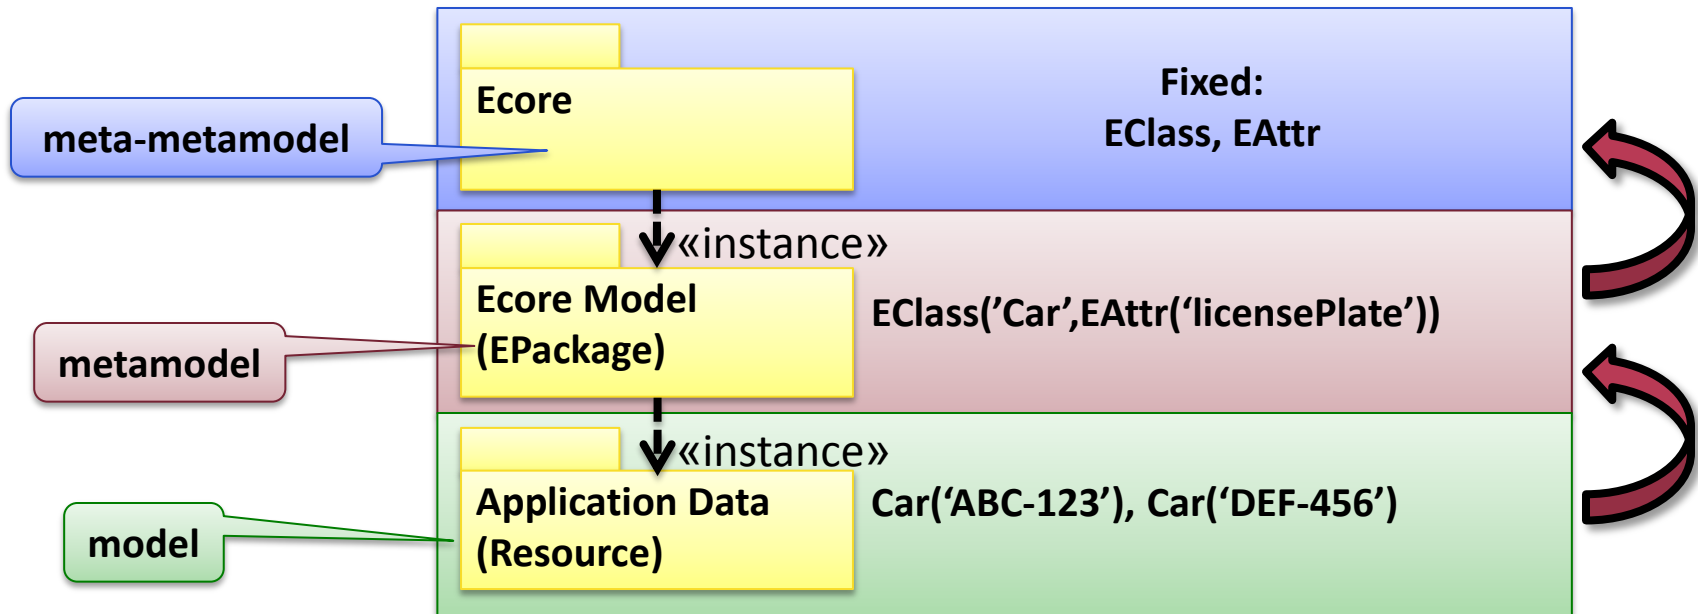 Ecore
Fixed:
EClass, EAttr
meta-metamodel
«instance»
Ecore Model
(EPackage)
EClass(’Car’,EAttr(‘licensePlate’))
metamodel
«instance»
Application Data
(Resource)
Car(‘ABC-123’), Car(‘DEF-456’)
model